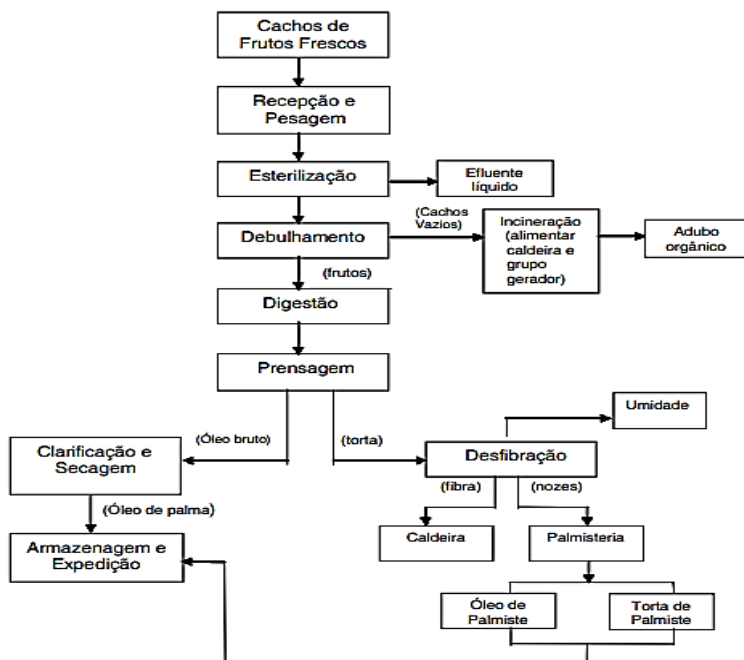 Cachos de
Frutos Frescos
Recepção e
Pesagem
Esterilização
Efluente
líquido
Debulhamento
(Cachos
Vazios)
Incineração
(alimentar
caldeira e
grupo
gerador)
Adubo
orgânico
(frutos)
Digestão
Prensagem
(Óleo bruto)
(torta)
Umidade
Clarificação e
Secagem
Desfibração
(fibra)
(nozes)
(Óleo de palma)
Caldeira
Palmisteria
Armazenagem e
Expedição
Óleo de
Palmiste
Torta de
Palmiste